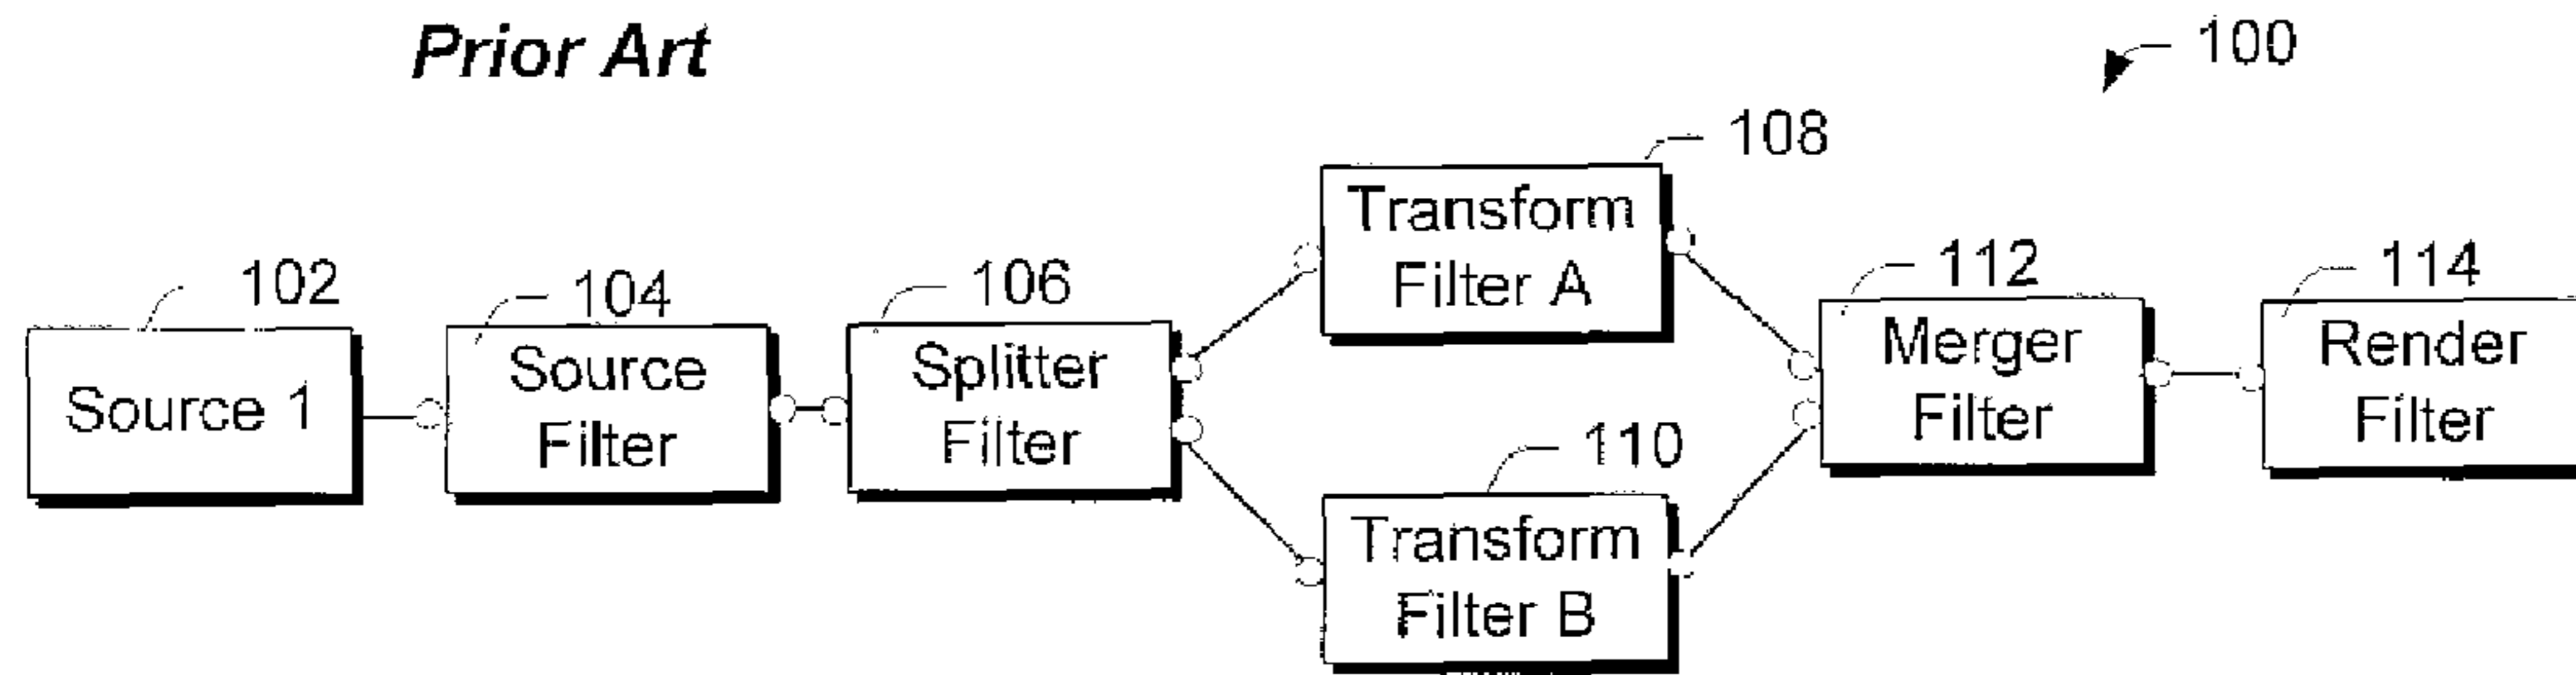 Prior Art
100
108
Transform
Filter A
102
Source 1
104
Source
Filter
106
Splitter
Filter
110
Transform
Filter B
112
Merger
Filter
114
Render
Filter